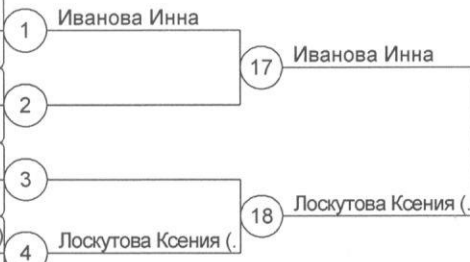 1 Иванова Инна
17 Иванова Инна
2
3
18 Лоскутова Ксения (.
4 Лоскутова Ксения (.
)